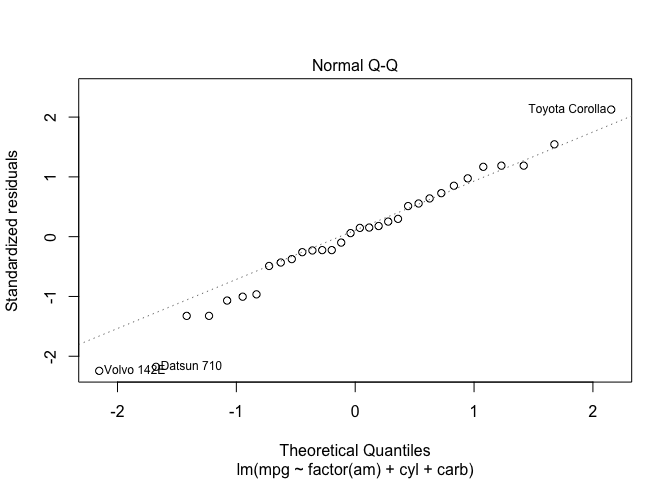 Normal Q-Q
Standardized residuals
2
1
0
-1
-2
Toyota Corolla
Volvo 142E
Datsun 710
-2
-1
0
1
2
Theoretical Quantiles
lm(mpg ~ factor(am) + cyl + carb)